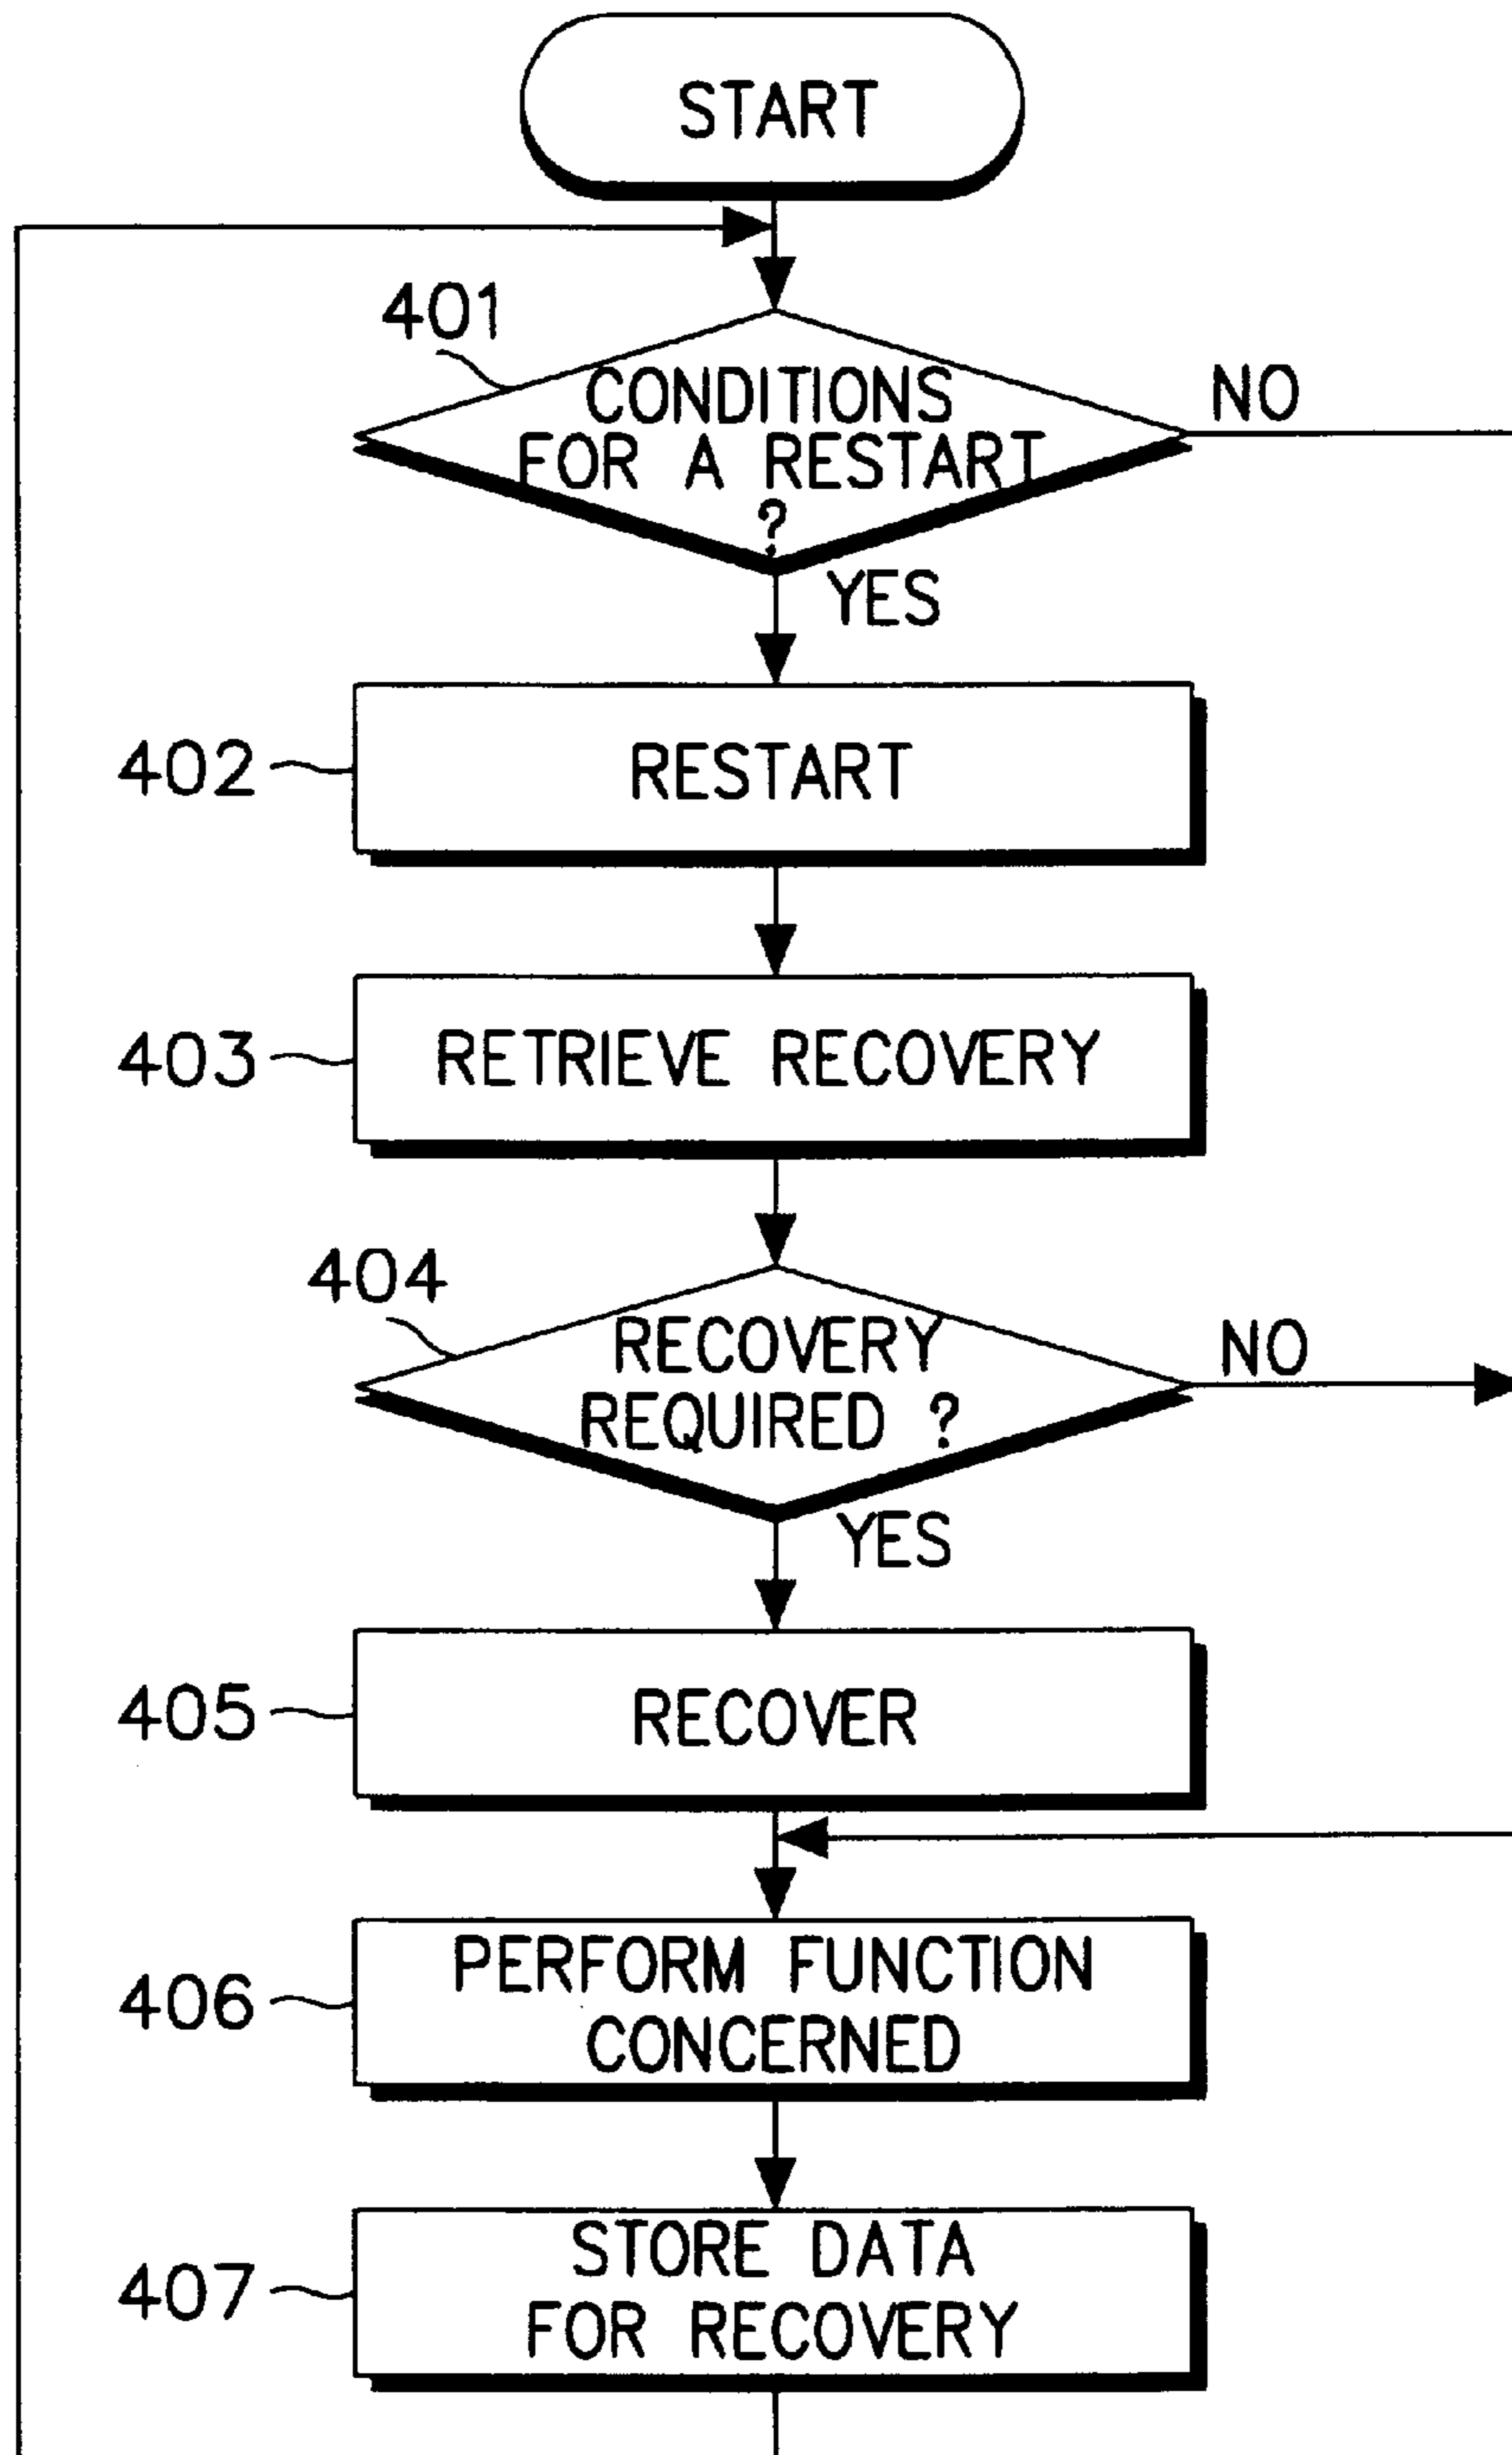 START
401
CONDITIONS
FOR A RESTART
?
NO
YES
402
RESTART
403
RETRIEVE RECOVERY
404
RECOVERY
REQUIRED ?
NO
YES
405
RECOVER
406
PERFORM FUNCTION
CONCERNED
407
STORE DATA
FOR RECOVERY